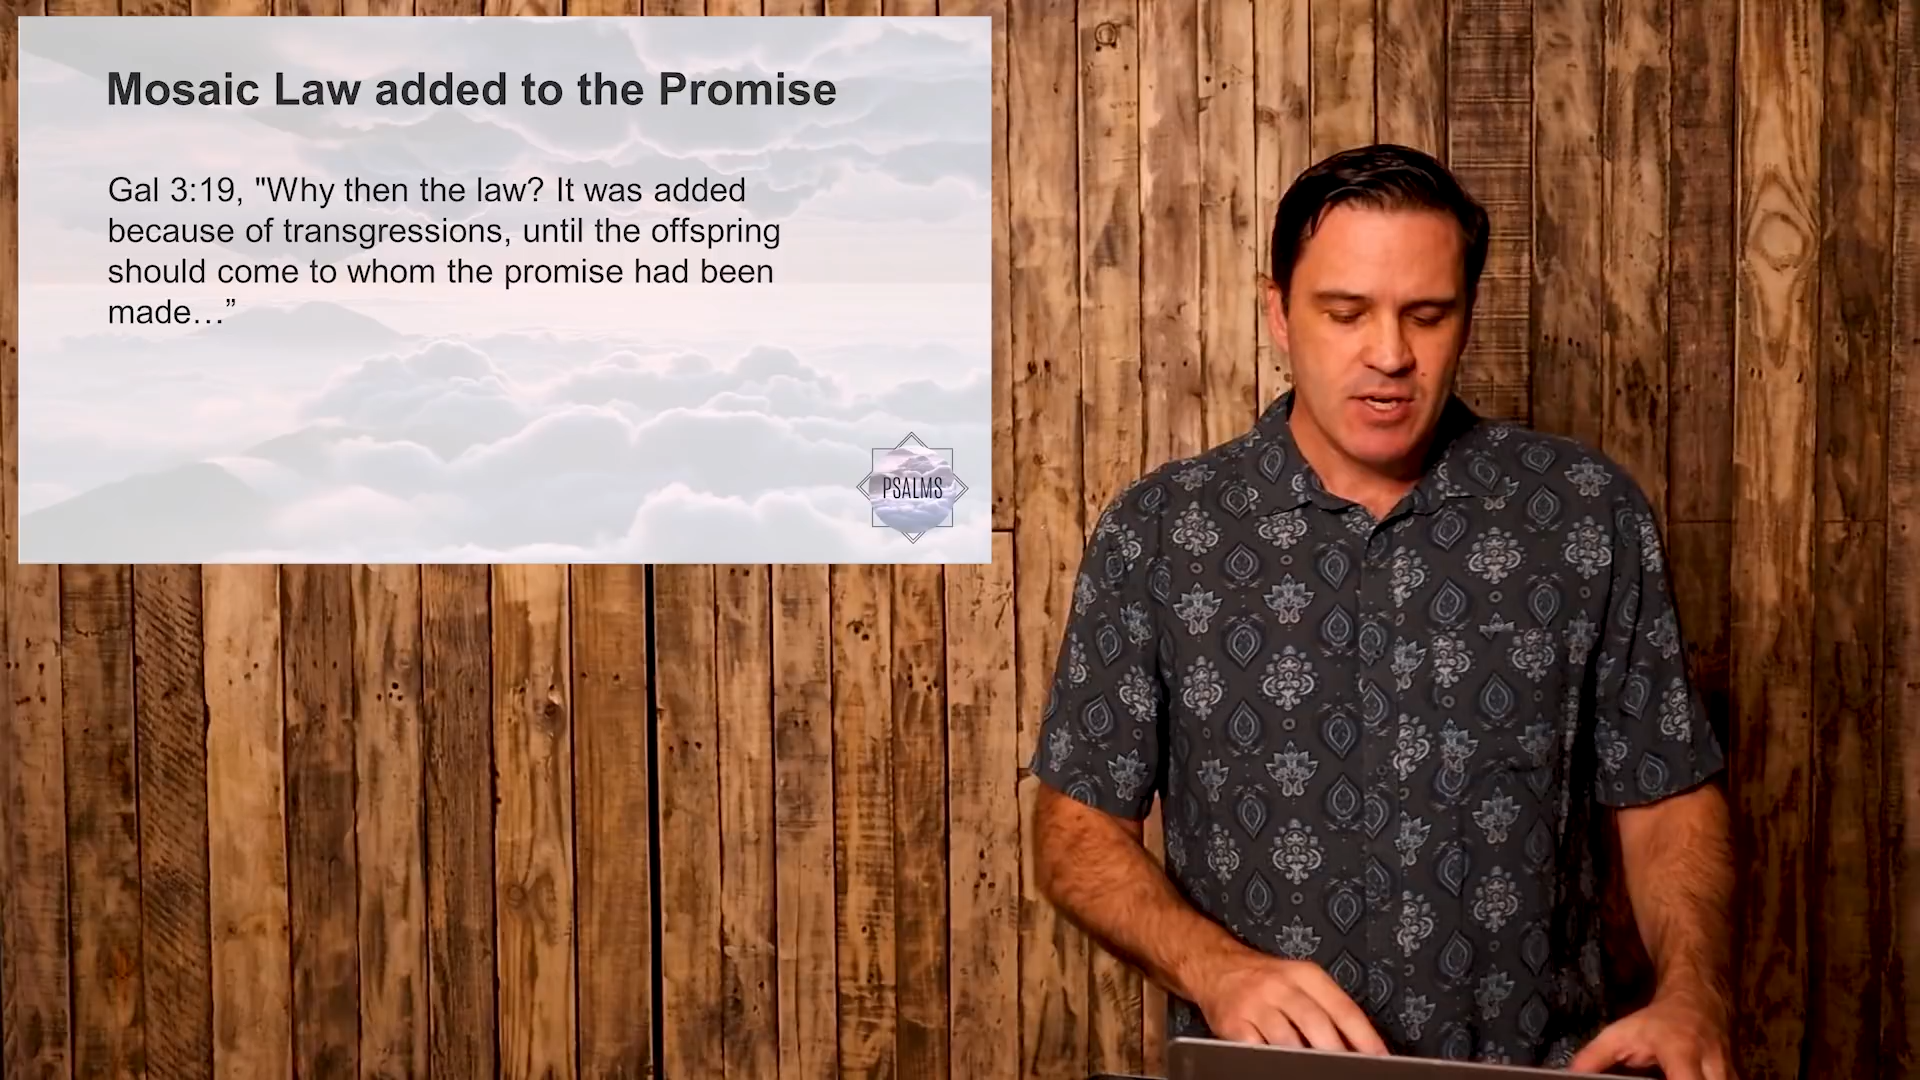 Mosaic Law added to the Promise
Gal 3:19, "Why then the law? It was added
because of transgressions, until the offspring
should come to whom the promise had been
made…”
PSALMS